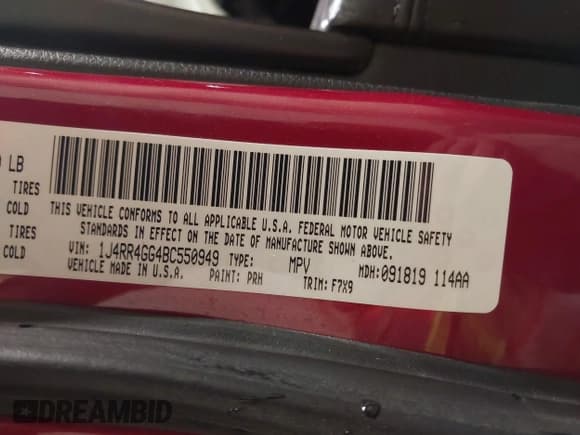 LB
TIRES
COLD
TIRES
COLD
THIS VEHICLE CONFORMS TO ALL APPLICABLE U.S.A. FEDERAL MOTOR VEHICLE SAFETY
STANDARDS IN EFFECT ON THE DATE OF MANUFACTURE SHOWN ABOVE.
VIN: 1J4RR4GG4BC550949 TYPE: MPV MDH: 091819 114AA
VEHICLE MADE IN U.S.A. PAINT: PRH TRIM: F7X9
DREAMBID